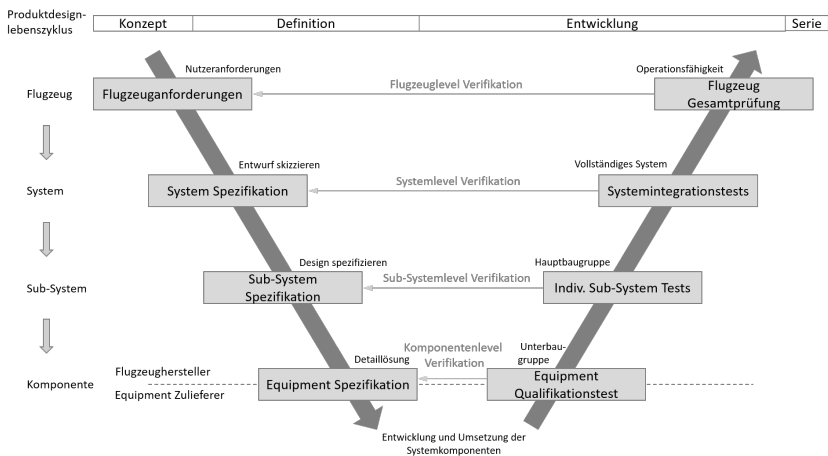 Produktdesign-
lebenszyklus
Konzept
Definition
Entwicklung
Serie
Nutzeranforderungen
Operationsfähigkeit
Flugzeug
Flugzeuganforderungen
Flugzeuglevel Verifikation
Flugzeug
Gesamtprüfung
Entwurf skizzieren
Vollständiges System
System
System Spezifikation
Systemlevel Verifikation
Systemintegrationstests
Design spezifizieren
Hauptbaugruppe
Sub-System
Sub-System
Spezifikation
Sub-Systemlevel Verifikation
Indiv. Sub-System Tests
Detaillösung
Komponentenlevel
Verifikation
Unterbau-
gruppe
Flugzeughersteller
Komponente
Equipment Zulieferer
Equipment Spezifikation
Equipment
Qualifikationstest
Entwicklung und Umsetzung der
Systemkomponenten